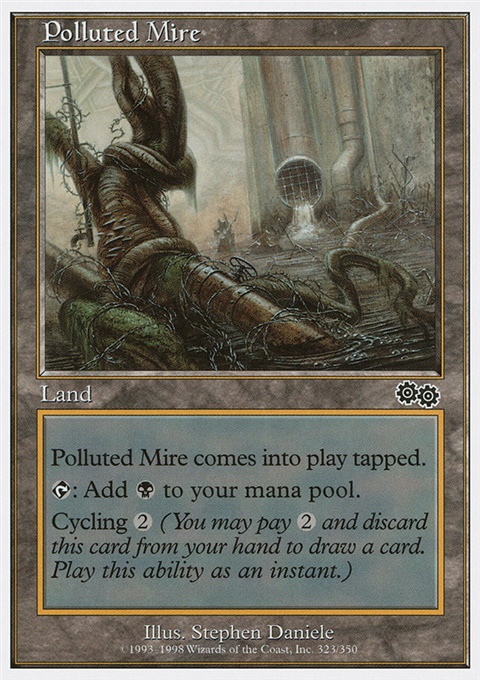 Polluted Mire
Land
Polluted Mire comes into play tapped.
: Add to your mana pool.
Cycling 2 (You may pay 2 and discard
this card from your hand to draw a card.
Play this ability as an instant.)
Illus. Stephen Daniele
©1993-1998 Wizards of the Coast, Inc. 323/350